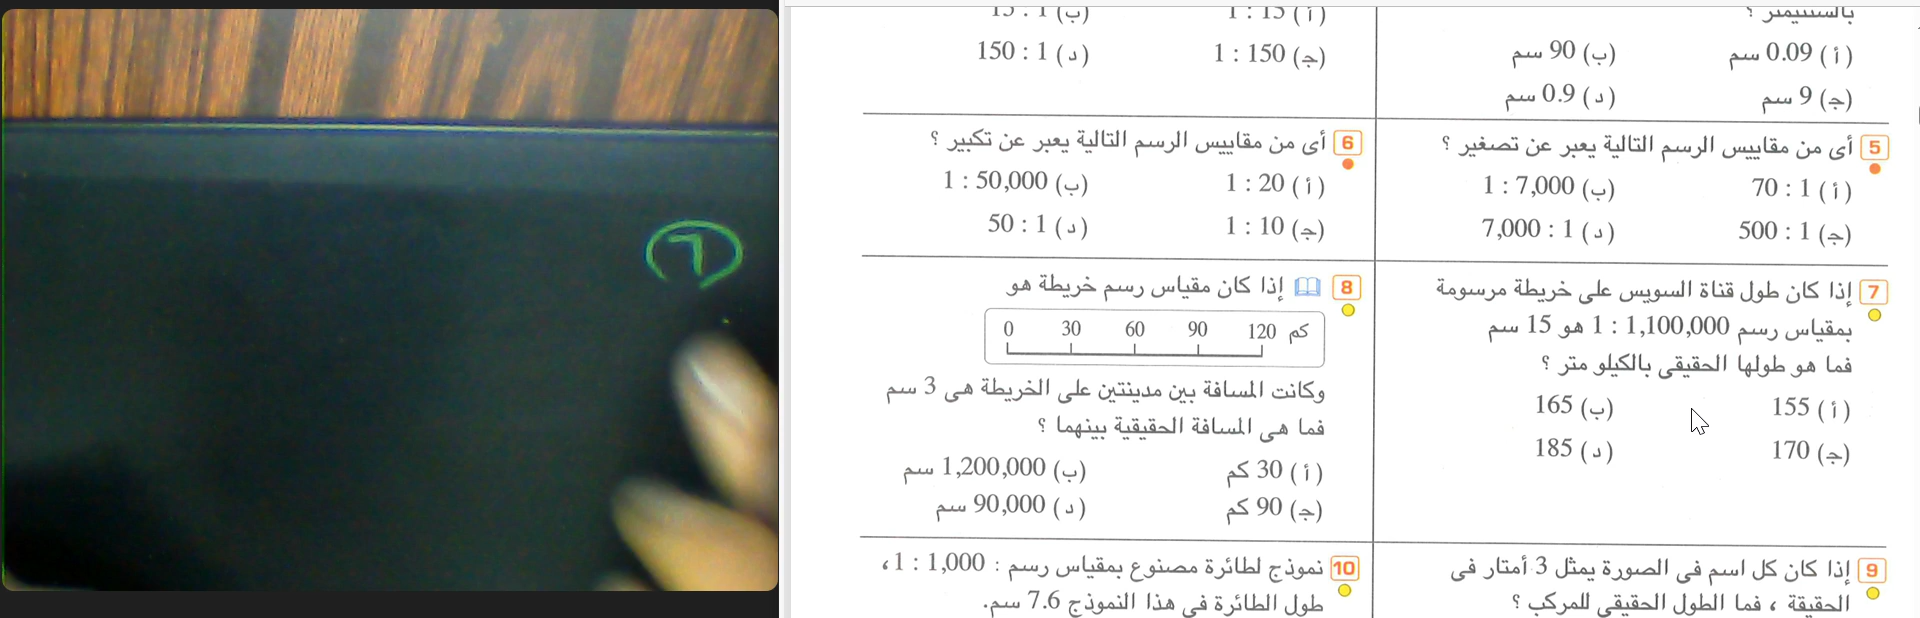 7
بالسنتيمتر ؟
(أ) 0.09 سم (ب) 90 سم
(جـ) 9 سم (د) 0.9 سم
(أ) 15 : 1 (ب) 1 : 15
(جـ) 150 : 1 (د) 1 : 150
5 أى من مقاييس الرسم التالية يعبر عن تصغير ؟
(أ) 70 : 1 (ب) 1 : 7,000
(جـ) 500 : 1 (د) 7,000 : 1
6 أى من مقاييس الرسم التالية يعبر عن تكبير ؟
(أ) 1 : 20 (ب) 1 : 50,000
(جـ) 1 : 10 (د) 50 : 1
7 إذا كان طول قناة السويس على خريطة مرسومة
بمقياس رسم 1 : 1,100,000 هو 15 سم
فما هو طولها الحقيقى بالكيلو متر ؟
(أ) 155 (ب) 165
(جـ) 170 (د) 185
8 إذا كان مقياس رسم خريطة هو
0 30 60 90 120 كم
وكانت المسافة بين مدينتين على الخريطة هى 3 سم
فما هى المسافة الحقيقية بينهما ؟
(أ) 30 كم (ب) 1,200,000 سم
(جـ) 90 كم (د) 90,000 سم
9 إذا كان كل اسم فى الصورة يمثل 3 أمتار فى
الحقيقة ، فما الطول الحقيقى للمركب ؟
10 نموذج لطائرة مصنوع بمقياس رسم : 1 : 1,000 ،
طول الطائرة فى هذا النموذج 7.6 سم.